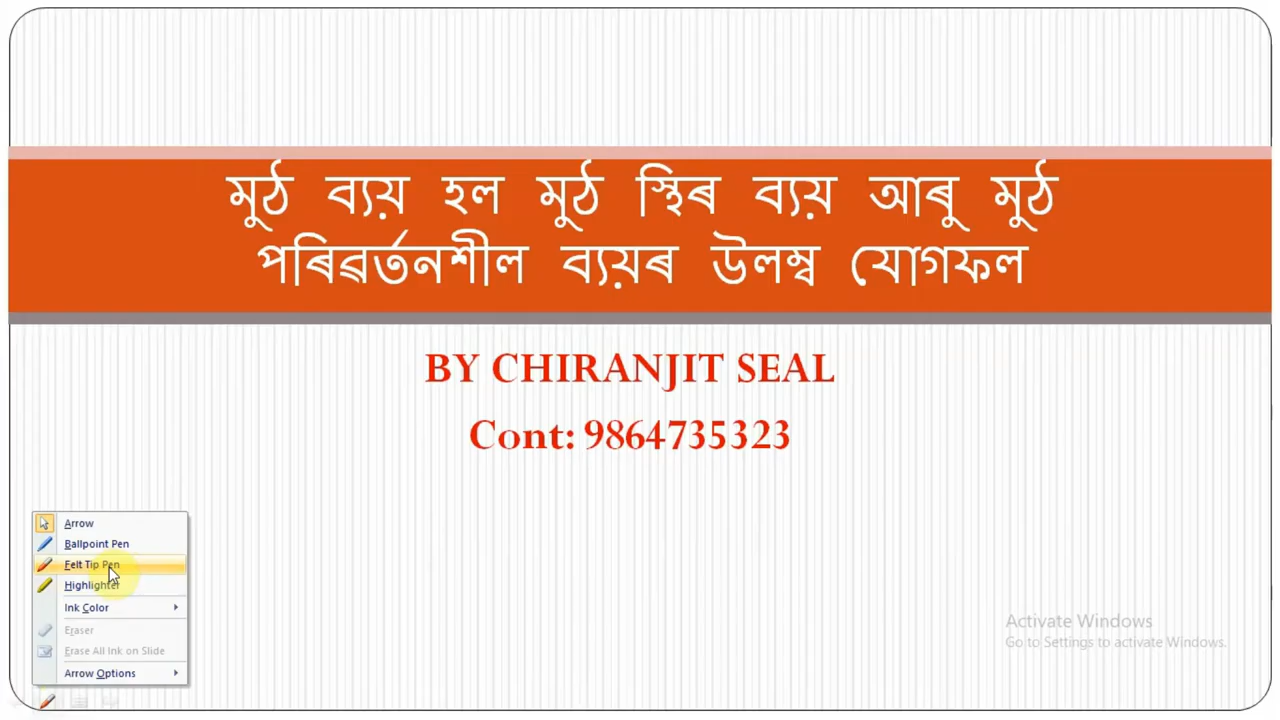 মুঠ ব্যয় হল মুঠ স্থিৰ ব্যয় আৰু মুঠ
পৰিৱৰ্তনশীল ব্যয়ৰ উলম্ব যোগফল
BY CHIRANJIT SEAL
Cont: 9864735323
Arrow
Ballpoint Pen
Felt Tip Pen
Highlighter
Ink Color
Eraser
Erase All Ink on Slide
Arrow Options
Activate Windows
Go to Settings to activate Windows.